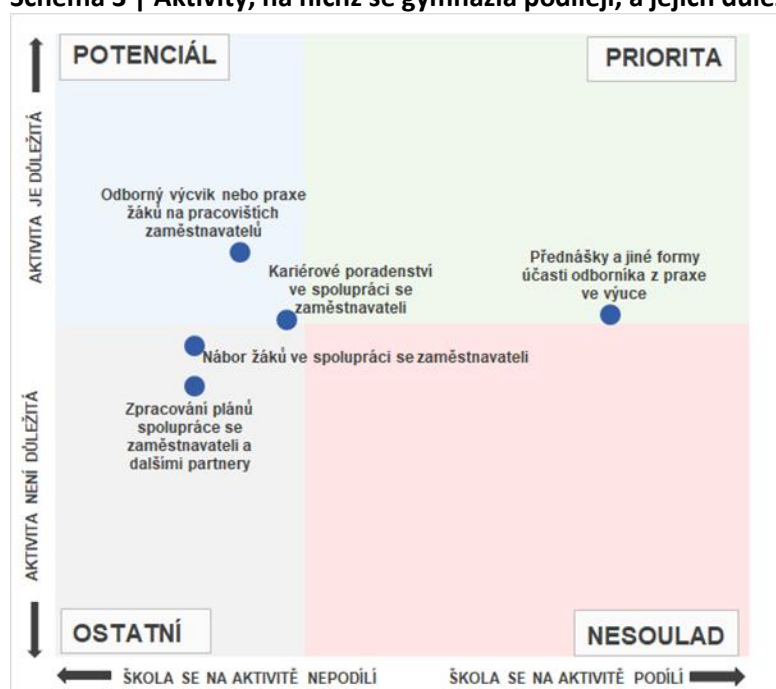 Schéma 3 | Aktivity, na nichž se gymnázia podílejí, a jejich
POTENCIÁL
PRIORITA
AKTIVITA JE DŮLEŽITÁ
Odborný výcvik nebo praxe
žáků na pracovištích
zaměstnavatelů
Kariérové poradenství
ve spolupráci se
zaměstnavateli
Přednášky a jiné formy
účasti odborníka z praxe
ve výuce
Nábor žáků ve spolupráci se zaměstnavateli
Zpracování plánů
spolupráce se
zaměstnavateli a
dalšími partnery
AKTIVITA NENÍ DŮLEŽITÁ
OSTATNÍ
NESOULAD
ŠKOLA SE NA AKTIVITĚ NEPODÍLÍ
ŠKOLA SE NA AKTIVITĚ PODÍLÍ